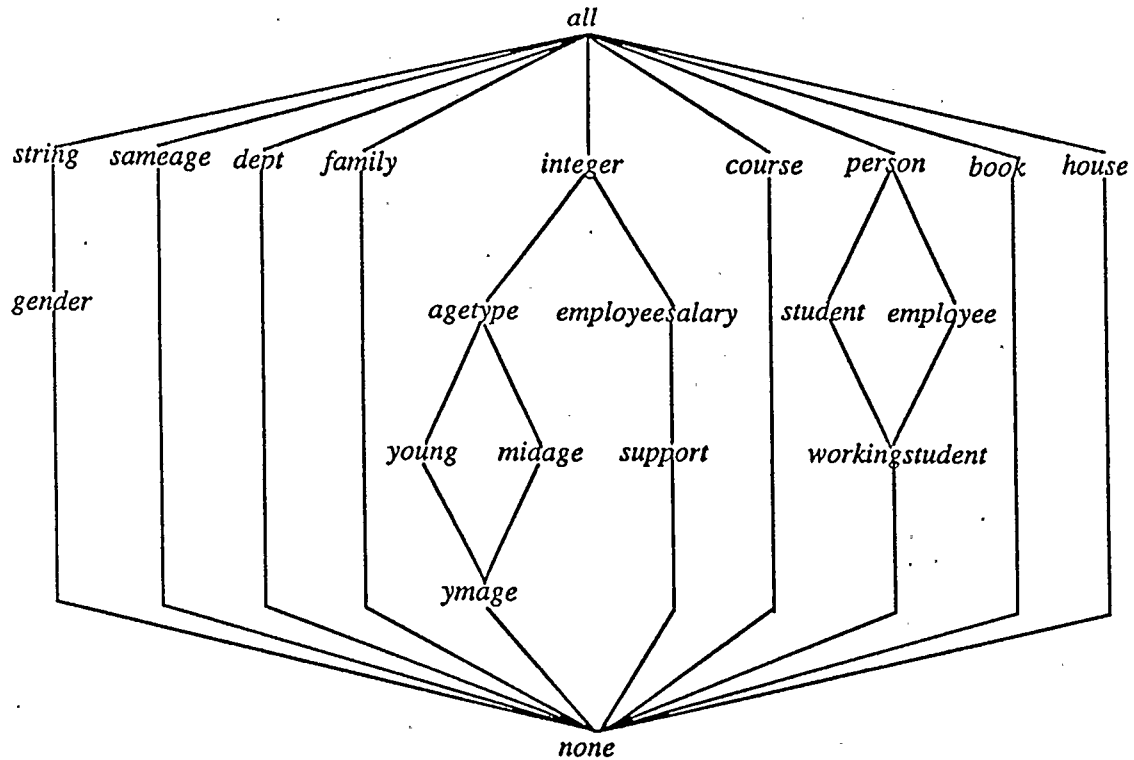 all
string sameage dept family integer course person book house
gender agetype employeesalary student employee
young midage support workingstudent
ymage
none